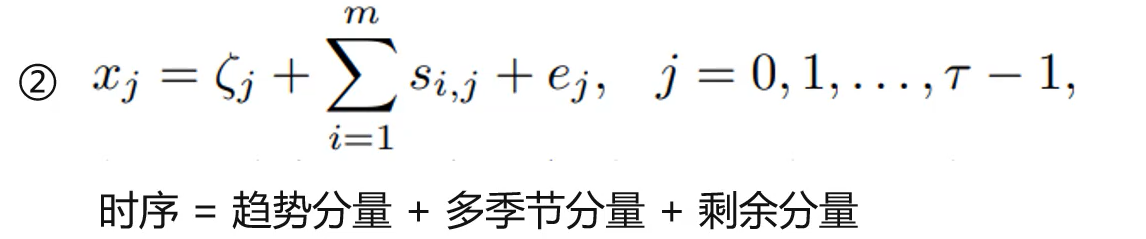 ② x_j = ζ_j + \sum_{i=1}^{m} s_{i,j} + e_j, j = 0, 1, . . . , τ − 1,
时序 = 趋势分量 + 多季节分量 + 剩余分量